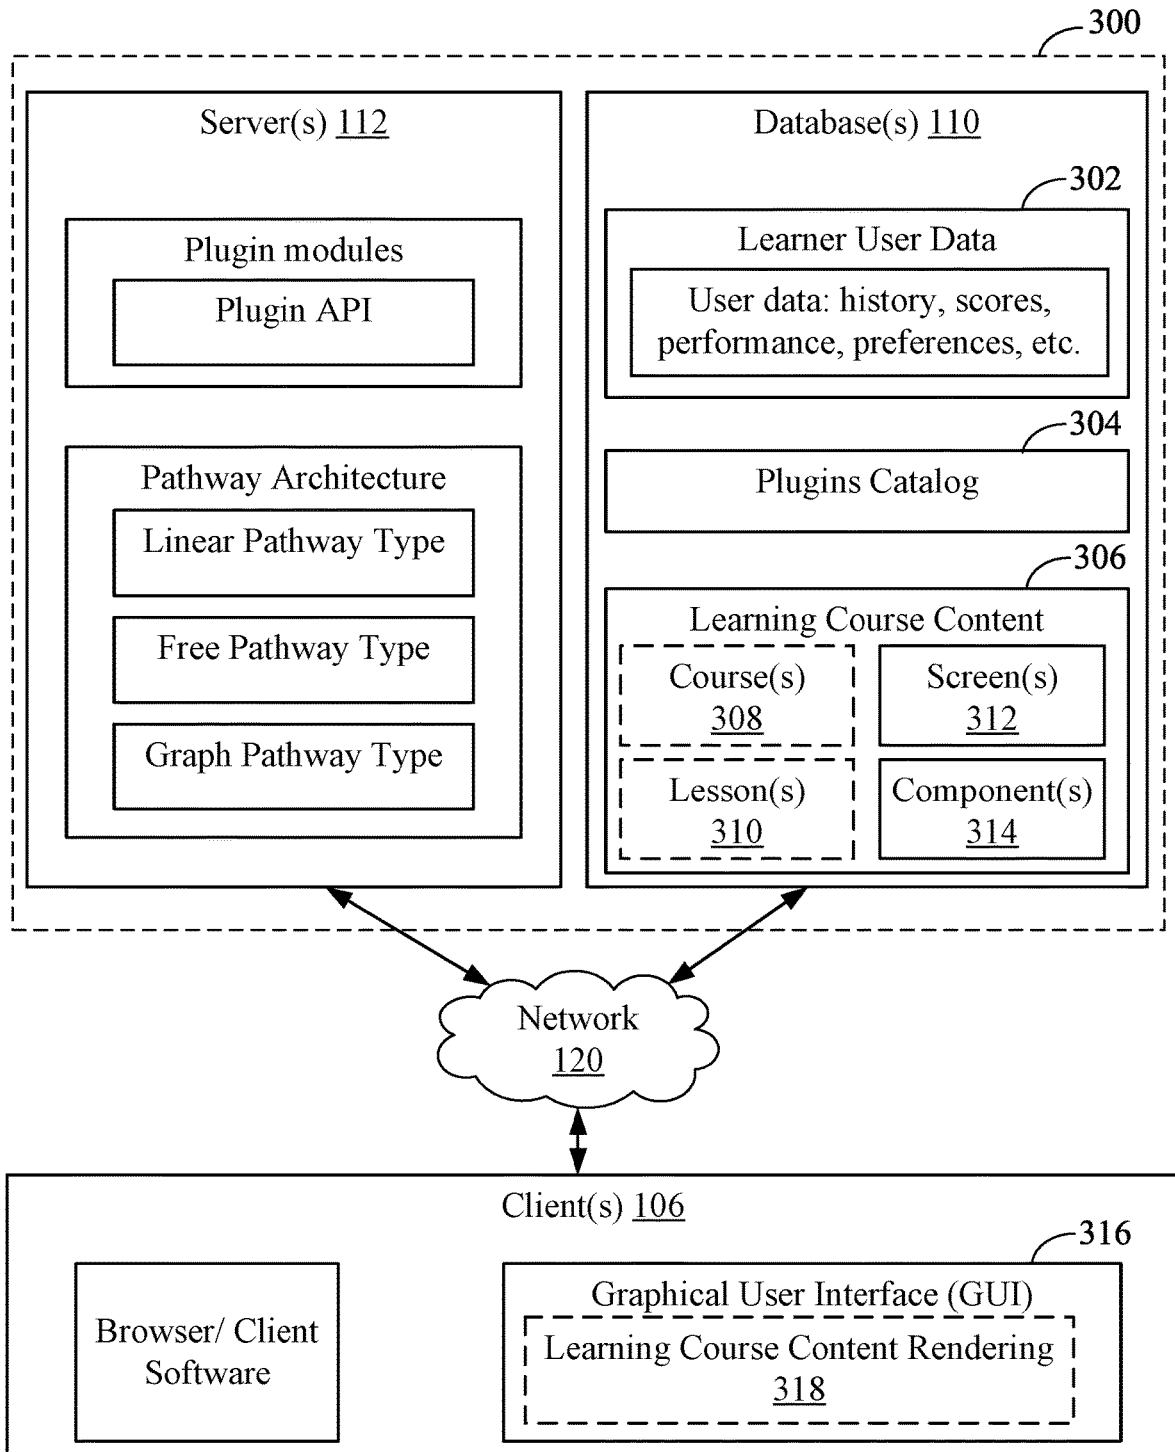 300
Server(s) 112
Plugin modules
Plugin API
Pathway Architecture
Linear Pathway Type
Free Pathway Type
Graph Pathway Type
Database(s) 110
302
Learner User Data
User data: history, scores,
performance, preferences, etc.
304
Plugins Catalog
306
Learning Course Content
Course(s)
308
Screen(s)
312
Lesson(s)
310
Component(s)
314
Network
120
Client(s) 106
Browser/ Client
Software
316
Graphical User Interface (GUI)
Learning Course Content Rendering
318